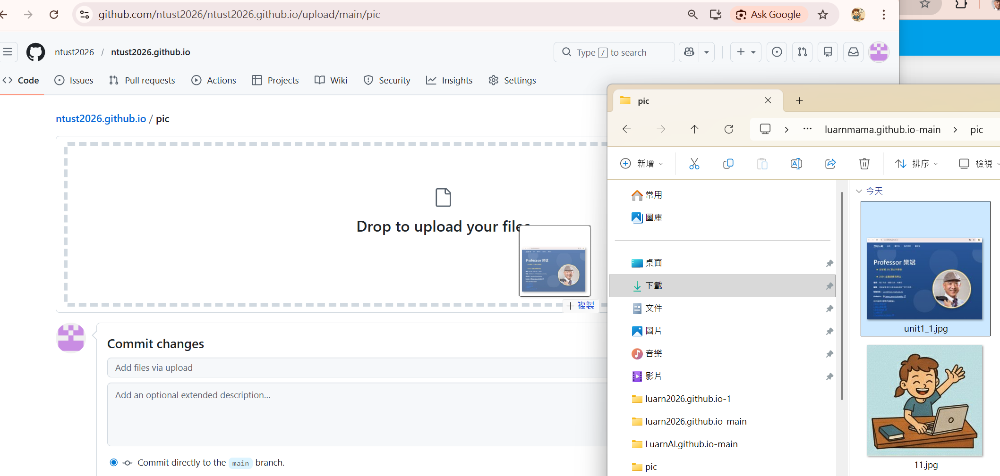 github.com/ntust2026/ntust2026.github.io/upload/main/pic
Ask Google
ntust2026 / ntust2026.github.io
Type / to search
Code
Issues
Pull requests
Actions
Projects
Wiki
Security
Insights
Settings
ntust2026.github.io / pic
Drop to upload your files
Professor 欒斌
+ 複製
Commit changes
Add files via upload
Add an optional extended description...
Commit directly to the main branch.
pic
luarnmama.github.io-main > pic
新增
排序
檢視
常用
圖庫
桌面
下載
文件
圖片
音樂
影片
luarn2026.github.io-1
luarn2026.github.io-main
LuarnAI.github.io-main
pic
今天
2026 AI
Professor 欒斌
unit1_1.jpg
11.jpg